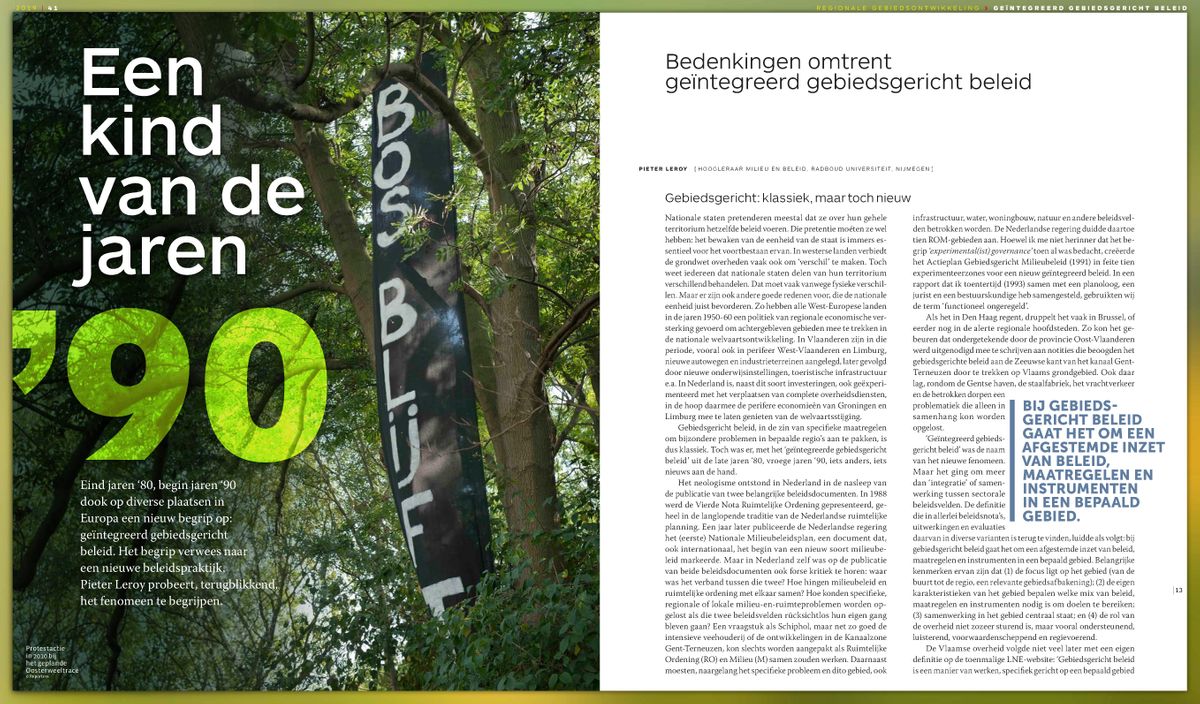 2019 | 41
REGIONALE GEBIEDSONTWIKKELING > GEÏNTEGREERD GEBIEDSGERICHT BELEID
Een
kind
van de
jaren
’90
Eind jaren ’80, begin jaren ’90
dook op diverse plaatsen in
Europa een nieuw begrip op:
geïntegreerd gebiedsgericht
beleid. Het begrip verwees naar
een nieuwe beleidspraktijk.
Pieter Leroy probeert, terugblikkend,
het fenomeen te begrijpen.
BOS BLIJF
Protestactie
in 2010 bij
het geplande
Oosterweeltracé
Bedenkingen omtrent
geïntegreerd gebiedsgericht beleid
PIETER LEROY [HOOGLERAAR MILIEU EN BELEID, RADBOUD UNIVERSITEIT, NIJMEGEN]
Gebiedsgericht: klassiek, maar toch nieuw
Nationale staten pretenderen meestal dat ze over hun gehele
territorium hetzelfde beleid voeren. Die pretentie moéten ze wel
hebben: het bewaken van de eenheid van de staat is immers es-
sentieel voor het voortbestaan ervan. In westerse landen verbiedt
de grondwet overheden vaak ook om ‘verschil’ te maken. Toch
weet iedereen dat nationale staten delen van hun territorium
verschillend behandelen. Dat moet vaak vanwege fysieke verschil-
len. Maar er zijn ook andere goede redenen voor, die de nationale
eenheid juist bevorderen. Zo hebben alle West-Europese landen
in de jaren 1950-60 een politiek van regionale economische ver-
sterking gevoerd om achtergebleven gebieden mee te trekken in
de nationale welvaartsontwikkeling. In Vlaanderen zijn in die
periode, vooral ook in perifeer West-Vlaanderen en Limburg,
nieuwe autowegen en industrieterreinen aangelegd, later gevolgd
door nieuwe onderwijsinstellingen, toeristische infrastructuur
e.a. In Nederland is, naast dit soort investeringen, ook geëxperi-
menteerd met het verplaatsen van complete overheidsdiensten,
in de hoop daarmee de perifere economieën van Groningen en
Limburg mee te laten genieten van de welvaartsstijging.
Gebiedsgericht beleid, in de zin van specifieke maatregelen
om bijzondere problemen in bepaalde regio’s aan te pakken, is
dus klassiek. Toch was er, met het ‘geïntegreerde gebiedsgericht
beleid’ uit de late jaren ’80, vroege jaren ’90, iets anders, iets
nieuws aan de hand.
Het neologisme ontstond in Nederland in de nasleep van
de publicatie van twee belangrijke beleidsdocumenten. In 1988
werd de Vierde Nota Ruimtelijke Ordening gepresenteerd, ge-
heel in de langlopende traditie van de Nederlandse ruimtelijke
planning. Een jaar later publiceerde de Nederlandse regering
het (eerste) Nationale Milieubeleidsplan, een document dat,
ook internationaal, het begin van een nieuw soort milieube-
leid markeerde. Maar in Nederland zelf was op de publicatie
van beide beleidsdocumenten ook forse kritiek te horen: waar
was het verband tussen die twee? Hoe hingen milieubeleid en
ruimtelijke ordening met elkaar samen? Hoe konden specifieke,
regionale of lokale milieu-en-ruimteproblemen worden op-
gelost als die twee beleidsvelden rücksichtlos hun eigen gang
bleven gaan? Een vraagstuk als Schiphol, maar net zo goed de
intensieve veehouderij of de ontwikkelingen in de Kanaalzone
Gent-Terneuzen, kon slechts worden aangepakt als Ruimtelijke
Ordening (RO) en Milieu (M) samen zouden werken. Daarnaast
moesten, naargelang het specifieke probleem en dito gebied, ook
infrastructuur, water, woningbouw, natuur en andere beleidsvel-
den betrokken worden. De Nederlandse regering duidde daartoe
tien ROM-gebieden aan. Hoewel ik me niet herinner dat het be-
grip ‘experimental(ist) governance’ toen al was bedacht, creëerde
het Actieplan Gebiedsgericht Milieubeleid (1991) in feite tien
experimenteerzones voor een nieuw geïntegreerd beleid. In een
rapport dat ik toentertijd (1993) samen met een planoloog, een
jurist en een bestuurskundige heb samengesteld, gebruikten wij
de term ‘functioneel ongeregeld’.
Als het in Den Haag regent, druppelt het vaak in Brussel, of
eerder nog in de alerte regionale hoofdsteden. Zo kon het ge-
beuren dat ondergetekende door de provincie Oost-Vlaanderen
werd uitgenodigd mee te schrijven aan notities die beoogden het
gebiedsgerichte beleid aan de Zeeuwse kant van het kanaal Gent-
Terneuzen door te trekken op Vlaams grondgebied. Ook daar
lag, rondom de Gentse haven, de staalfabriek, het vrachtverkeer
en de betrokken dorpen een
problematiek die alleen in
samenhang kon worden
opgelost.
‘Geïntegreerd gebieds-
gericht beleid’ was de naam
van het nieuwe fenomeen.
Maar het ging om meer
dan ‘integratie’ of samen-
werking tussen sectorale
beleidsvelden. De definitie
die in allerlei beleidsnota’s,
uitwerkingen en evaluaties
daarvan in diverse varianten is terug te vinden, luidde als volgt: bij
gebiedsgericht beleid gaat het om een afgestemde inzet van beleid,
maatregelen en instrumenten in een bepaald gebied. Belangrijke
kenmerken ervan zijn dat (1) de focus ligt op het gebied (van de
buurt tot de regio, een relevante gebiedsafbakening); (2) de eigen
karakteristieken van het gebied bepalen welke mix van beleid,
maatregelen en instrumenten nodig is om doelen te bereiken;
(3) samenwerking in het gebied centraal staat; en (4) de rol van
de overheid niet zozeer sturend is, maar vooral ondersteunend,
luisterend, voorwaardenscheppend en regievoerend.
De Vlaamse overheid volgde niet veel later met een eigen
definitie op de toenmalige LNE-website: ‘Gebiedsgericht beleid
is een manier van werken, specifiek gericht op een bepaald gebied
BIJ GEBIEDS-
GERICHT BELEID
GAAT HET OM EEN
AFGESTEMDE INZET
VAN BELEID,
MAATREGELEN EN
INSTRUMENTEN
IN EEN BEPAALD
GEBIED.
|13